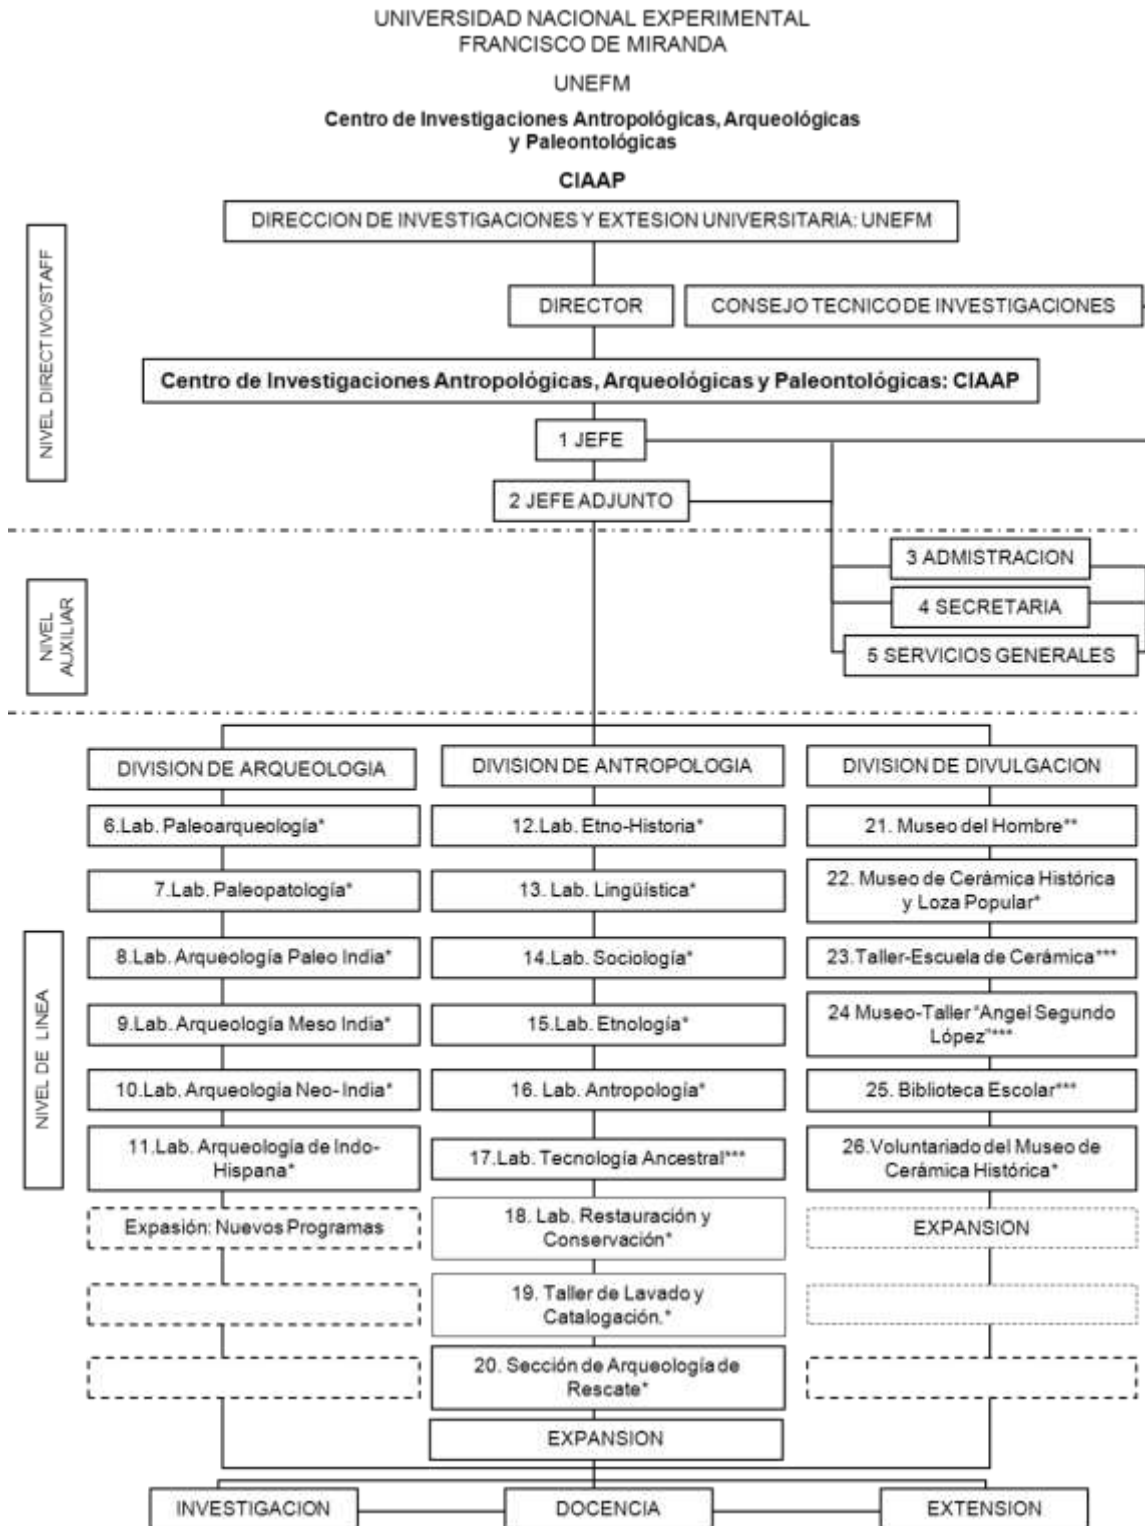 UNIVERSIDAD NACIONAL EXPERIMENTAL
FRANCISCO DE MIRANDA
UNEFM
Centro de Investigaciones Antropológicas, Arqueológicas
y Paleontológicas
CIAAP
DIRECCION DE INVESTIGACIONES Y EXTESION UNIVERSITARIA: UNEFM
NIVEL DIRECTIVO/STAFF
DIRECTOR
CONSEJO TECNICO DE INVESTIGACIONES
Centro de Investigaciones Antropológicas, Arqueológicas y Paleontológicas: CIAAP
1 JEFE
2 JEFE ADJUNTO
NIVEL
AUXILIAR
3 ADMISTRACION
4 SECRETARIA
5 SERVICIOS GENERALES
NIVEL DE LINEA
DIVISION DE ARQUEOLOGIA
6.Lab. Paleoarqueología*
7.Lab. Paleopatología*
8.Lab. Arqueología Paleo India*
9.Lab. Arqueología Meso India*
10.Lab. Arqueología Neo- India*
11.Lab. Arqueología de Indo-
Hispana*
Expasión: Nuevos Programas
DIVISION DE ANTROPOLOGIA
12.Lab. Etno-Historia*
13. Lab. Lingüística*
14.Lab. Sociología*
15.Lab. Etnología*
16. Lab. Antropología*
17.Lab. Tecnología Ancestral***
18. Lab. Restauración y
Conservación*
19. Taller de Lavado y
Catalogación.*
20. Sección de Arqueología de
Rescate*
EXPANSION
DIVISION DE DIVULGACION
21. Museo del Hombre**
22. Museo de Cerámica Histórica
y Loza Popular*
23.Taller-Escuela de Cerámica***
24 Museo-Taller “Angel Segundo
López”***
25. Biblioteca Escolar***
26.Voluntariado del Museo de
Cerámica Histórica*
EXPANSION
INVESTIGACION
DOCENCIA
EXTENSION